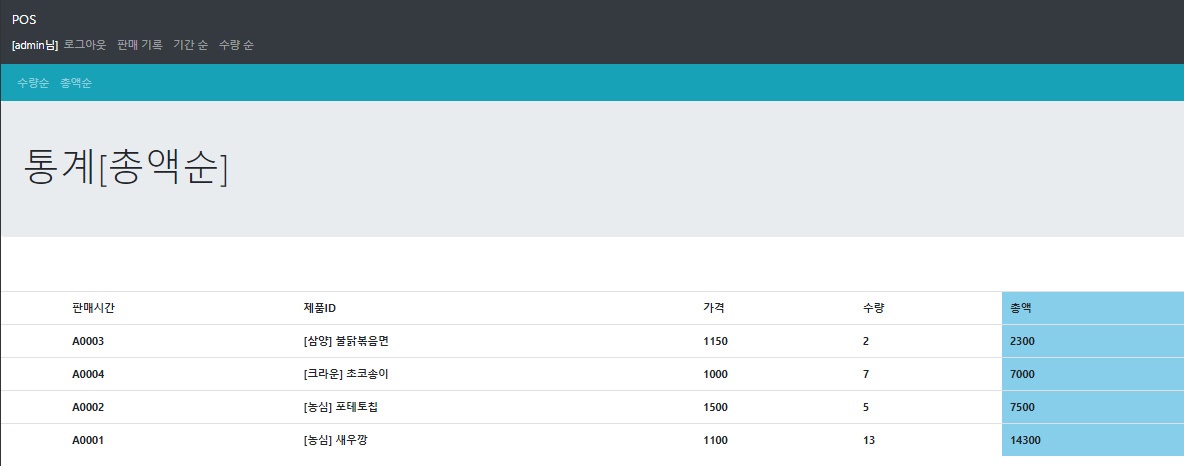 POS
[admin님] 로그아웃 판매 기록 기간 순 수량 순
수량순 총액순
통계[총액순]
판매시간 제품ID 가격 수량 총액
A0003 [삼양] 불닭볶음면 1150 2 2300
A0004 [크라운] 초코송이 1000 7 7000
A0002 [농심] 포테토칩 1500 5 7500
A0001 [농심] 새우깡 1100 13 14300